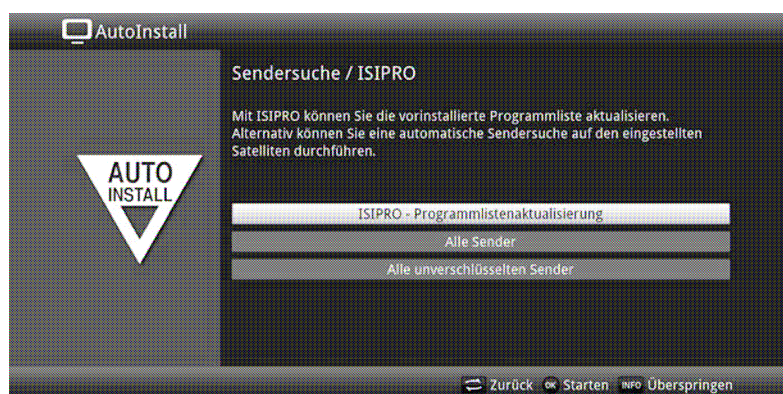 AutoInstall
Sendersuche / ISIPRO
Mit ISIPRO können Sie die vorinstallierte Programmliste aktualisieren.
Alternativ können Sie eine automatische Sendersuche auf den eingestellten
Satelliten durchführen.
AUTO
INSTALL
ISIPRO - Programmlistenaktualisierung
Alle Sender
Alle unverschlüsselten Sender
Zurück OK Starten INFO Überspringen